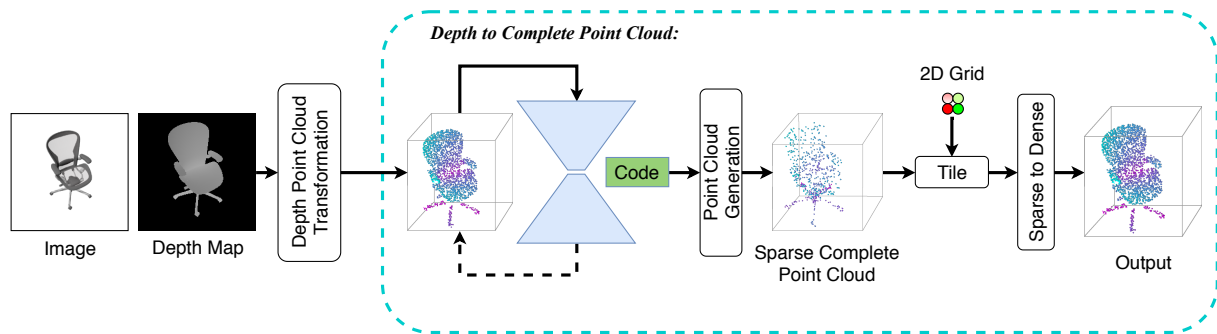 Depth to Complete Point Cloud:
2D Grid
Depth Point Cloud
Transformation
Code
Point Cloud
Generation
Tile
Sparse to Dense
Image
Depth Map
Sparse Complete
Point Cloud
Output